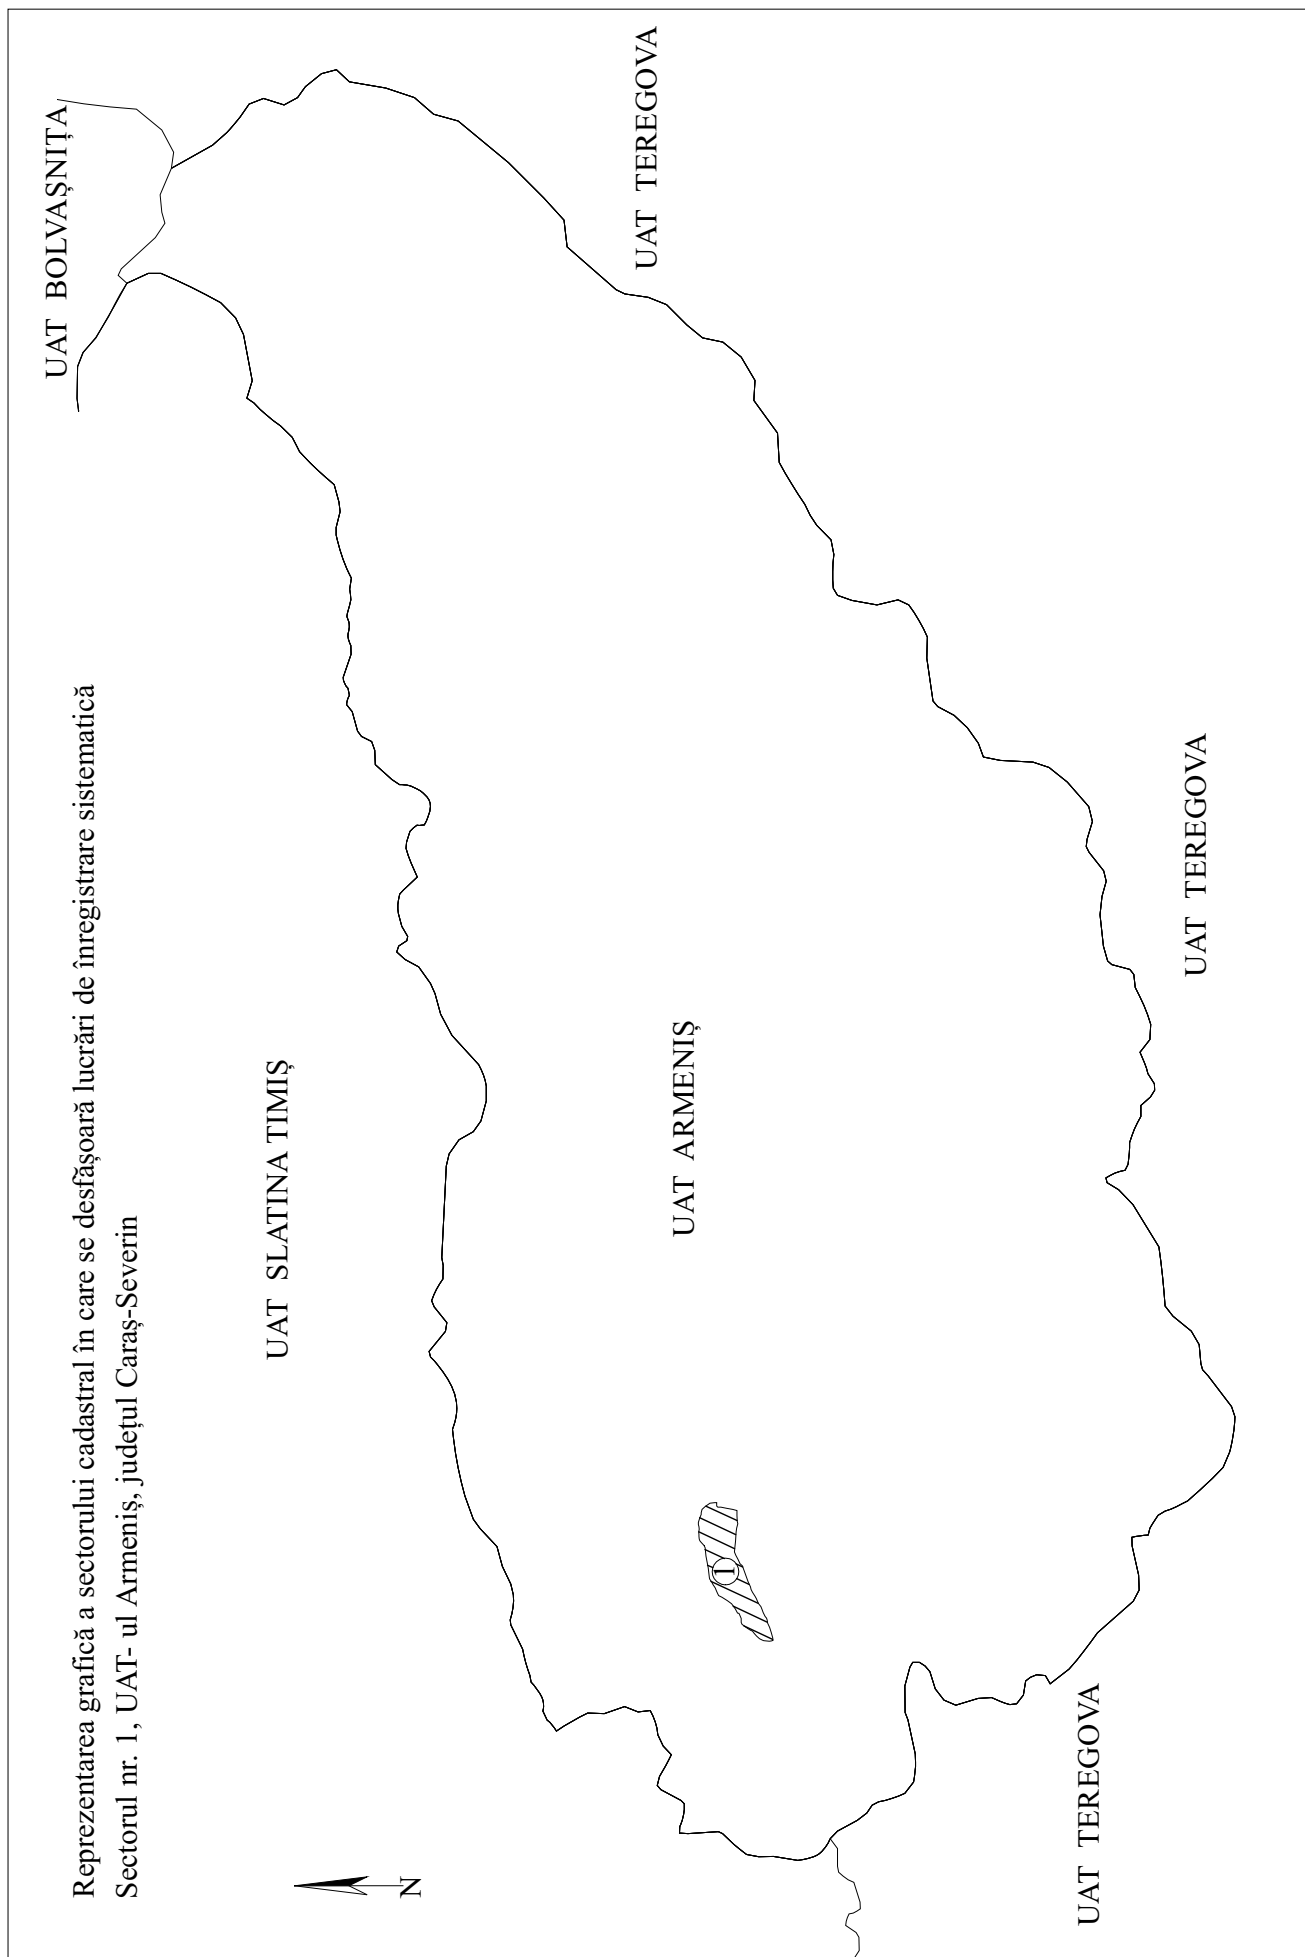 Reprezentarea grafică a sectorului cadastral în care se desfășoară lucrări de înregistrare sistematică
Sectorul nr. 1, UAT- ul Armeniș, județul Caraș-Severin
UAT BOLVAȘNIȚA
UAT SLATINA TIMIȘ
N
UAT TEREGOVA
UAT ARMENIȘ
1
UAT TEREGOVA
UAT TEREGOVA